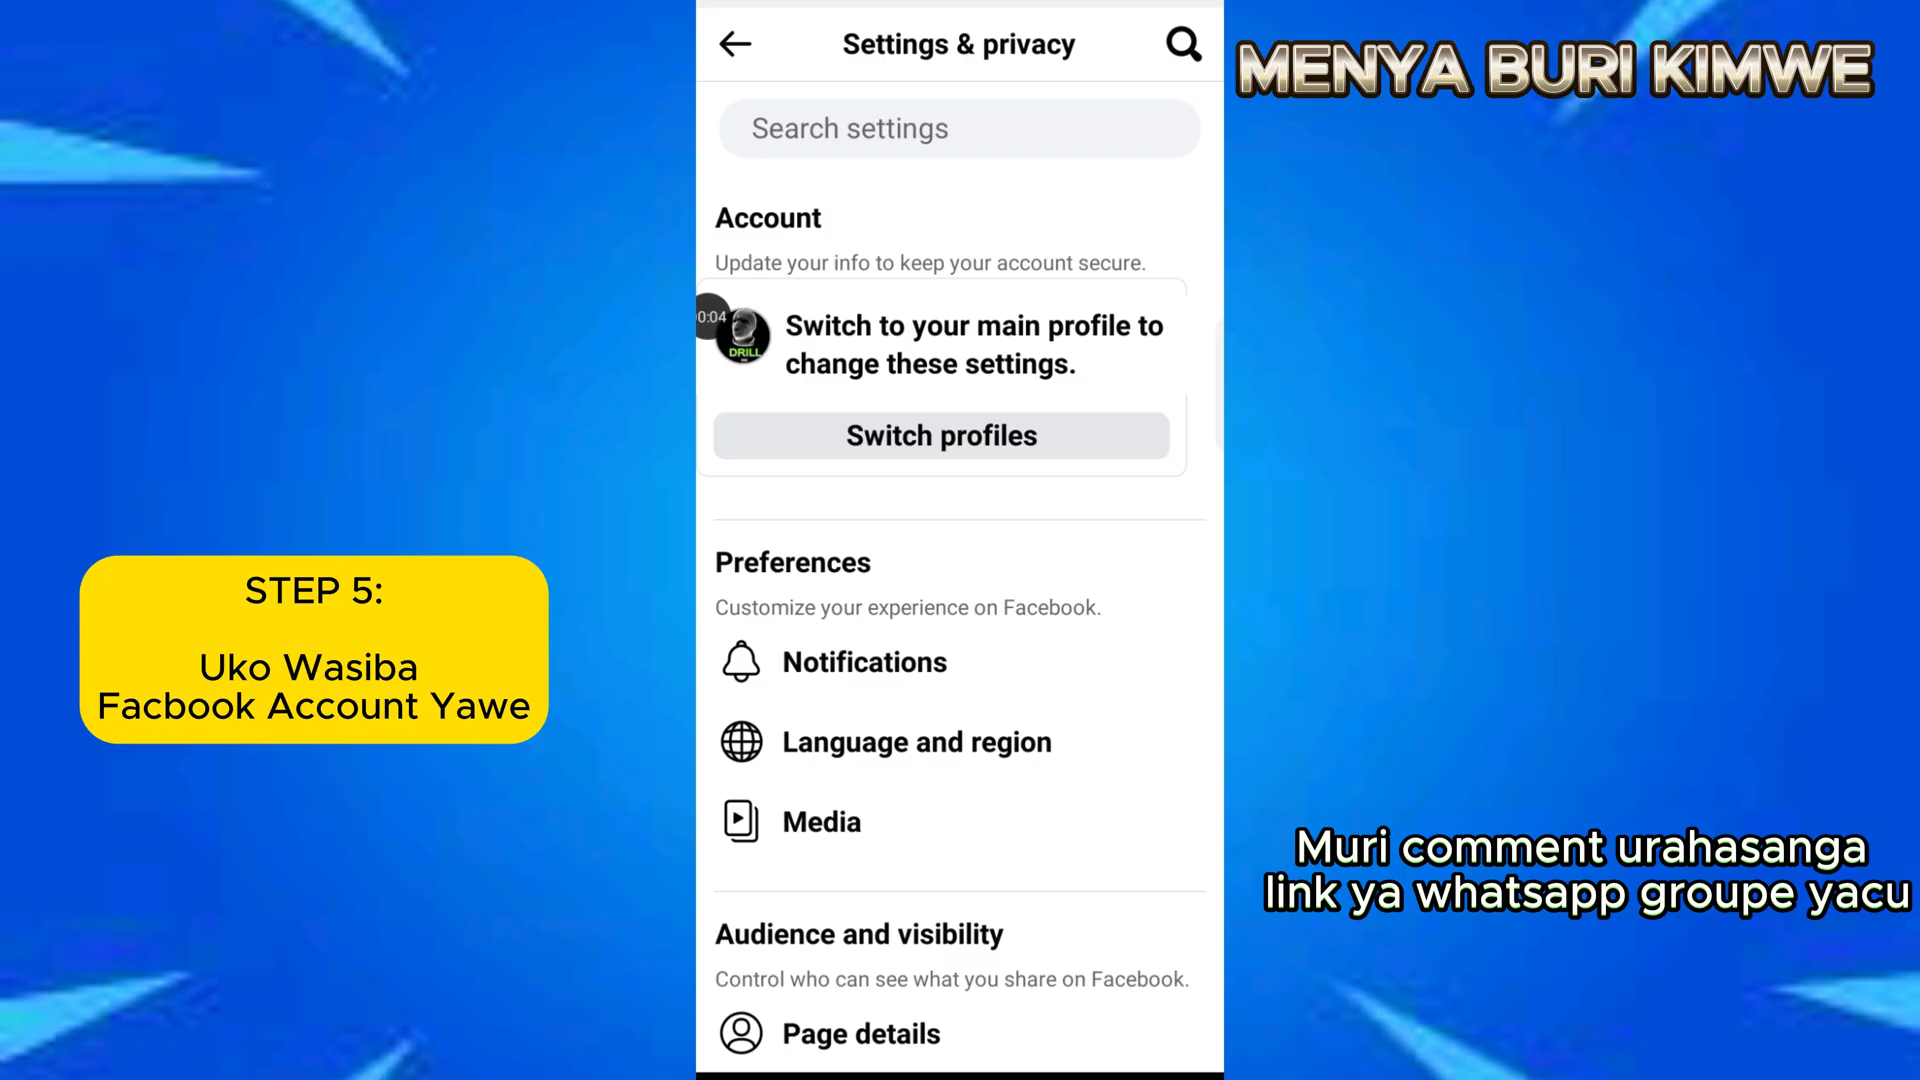 Settings & privacy
MENYA BURI KIMWE
Search settings
Account
Update your info to keep your account secure.
0:04
DRILL
Switch to your main profile to
change these settings.
Switch profiles
Preferences
Customize your experience on Facebook.
Notifications
Language and region
Media
Audience and visibility
Control who can see what you share on Facebook.
Page details
STEP 5:
Uko Wasiba
Facbook Account Yawe
Muri comment urahasanga
link ya whatsapp groupe yacu